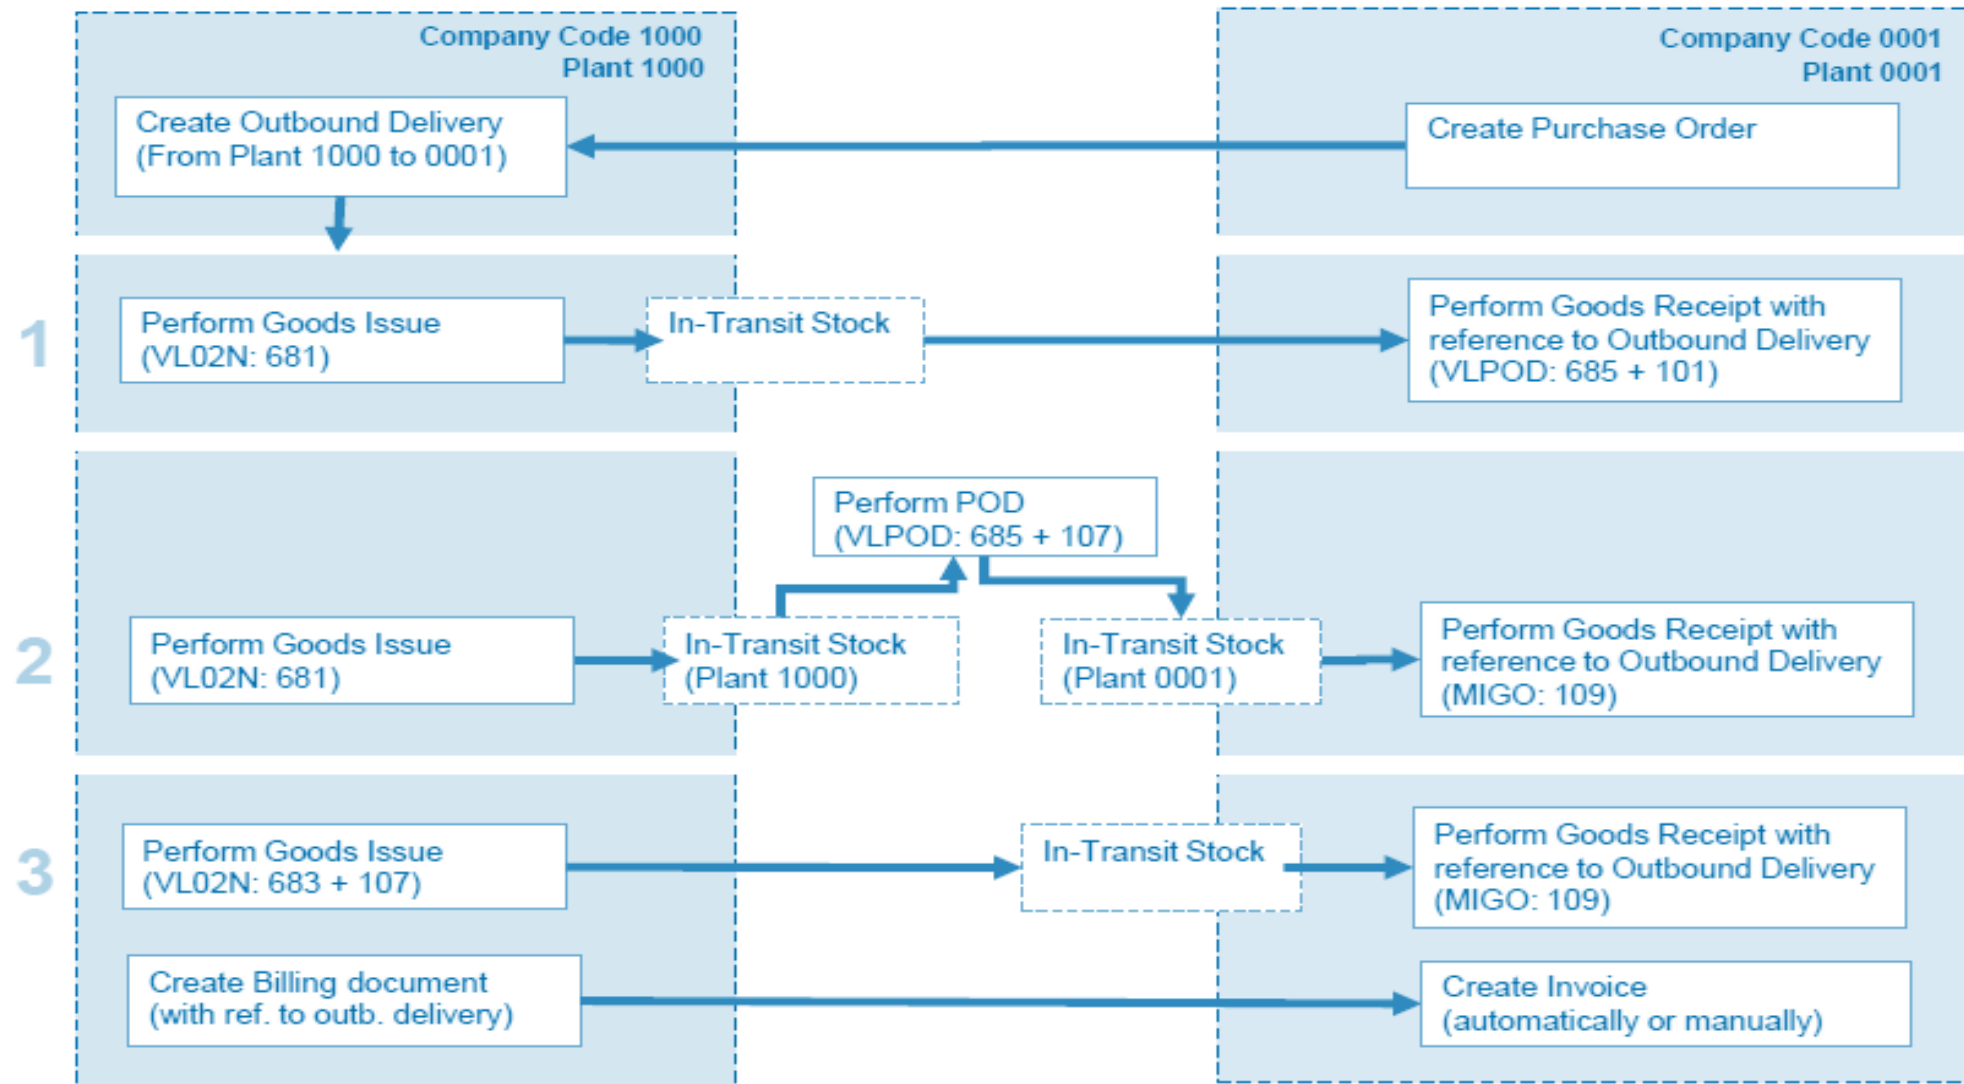 Company Code 1000
Plant 1000
Company Code 0001
Plant 0001
Create Outbound Delivery
(From Plant 1000 to 0001)
Create Purchase Order
1
Perform Goods Issue
(VL02N: 681)
In-Transit Stock
Perform Goods Receipt with
reference to Outbound Delivery
(VLPOD: 685 + 101)
2
Perform POD
(VLPOD: 685 + 107)
Perform Goods Issue
(VL02N: 681)
In-Transit Stock
(Plant 1000)
In-Transit Stock
(Plant 0001)
Perform Goods Receipt with
reference to Outbound Delivery
(MIGO: 109)
3
Perform Goods Issue
(VL02N: 683 + 107)
In-Transit Stock
Perform Goods Receipt with
reference to Outbound Delivery
(MIGO: 109)
Create Billing document
(with ref. to outb. delivery)
Create Invoice
(automatically or manually)